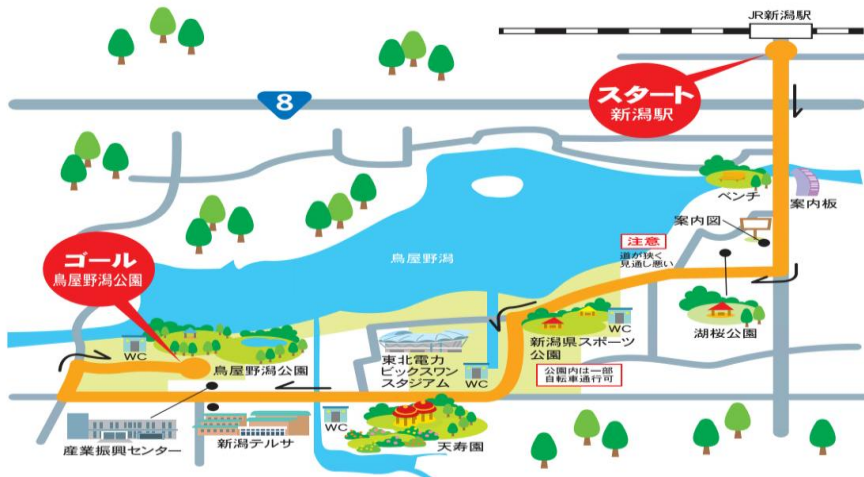 JR新潟駅
スタート
新潟駅
8
ベンチ
案内板
案内図
注意
道が狭く
見通し悪い
鳥屋野潟
ゴール
鳥屋野潟公園
湖桜公園
WC
新潟県スポーツ
公園
WC
公園内は一部
自転車通行可
WC
鳥屋野潟公園
東北電力
ビックスワン
スタジアム
WC
産業振興センター
新潟テルサ
WC
天寿園